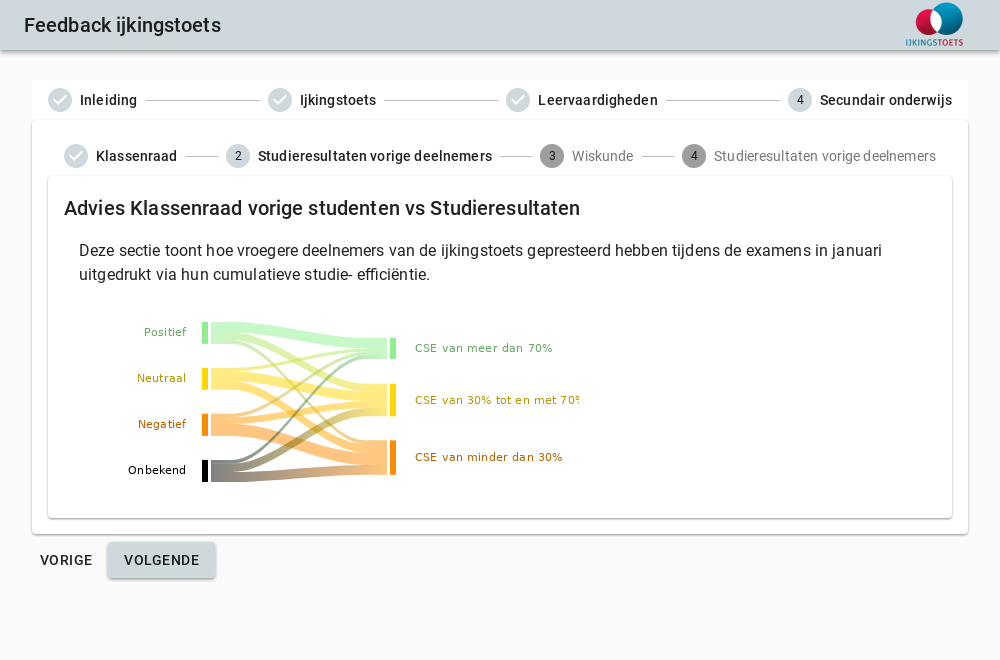 Feedback ijkingstoets
IJKINGSTOETS
Inleiding
Ijkingstoets
Leervaardigheden
4 Secundair onderwijs
Klassenraad
2 Studieresultaten vorige deelnemers
3 Wiskunde
4 Studieresultaten vorige deelnemers
Advies Klassenraad vorige studenten vs Studieresultaten
Deze sectie toont hoe vroegere deelnemers van de ijkingstoets gepresteerd hebben tijdens de examens in januari
uitgedrukt via hun cumulatieve studie- efficiëntie.
Positief
CSE van meer dan 70%
Neutraal
CSE van 30% tot en met 70%
Negatief
CSE van minder dan 30%
Onbekend
VORIGE
VOLGENDE